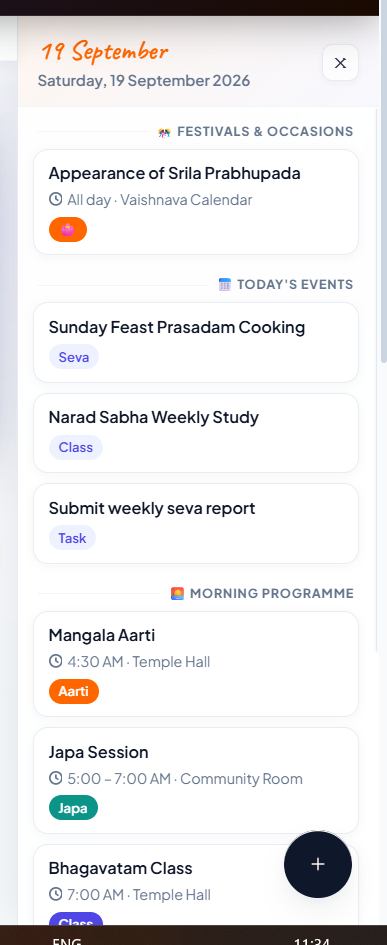 19 September
Saturday, 19 September 2026
FESTIVALS & OCCASIONS
Appearance of Srila Prabhupada
All day · Vaishnava Calendar
TODAY'S EVENTS
Sunday Feast Prasadam Cooking
Seva
Narad Sabha Weekly Study
Class
Submit weekly seva report
Task
MORNING PROGRAMME
Mangala Aarti
4:30 AM · Temple Hall
Aarti
Japa Session
5:00 – 7:00 AM · Community Room
Japa
Bhagavatam Class
7:00 AM · Temple Hall
Class
ENG 11:34